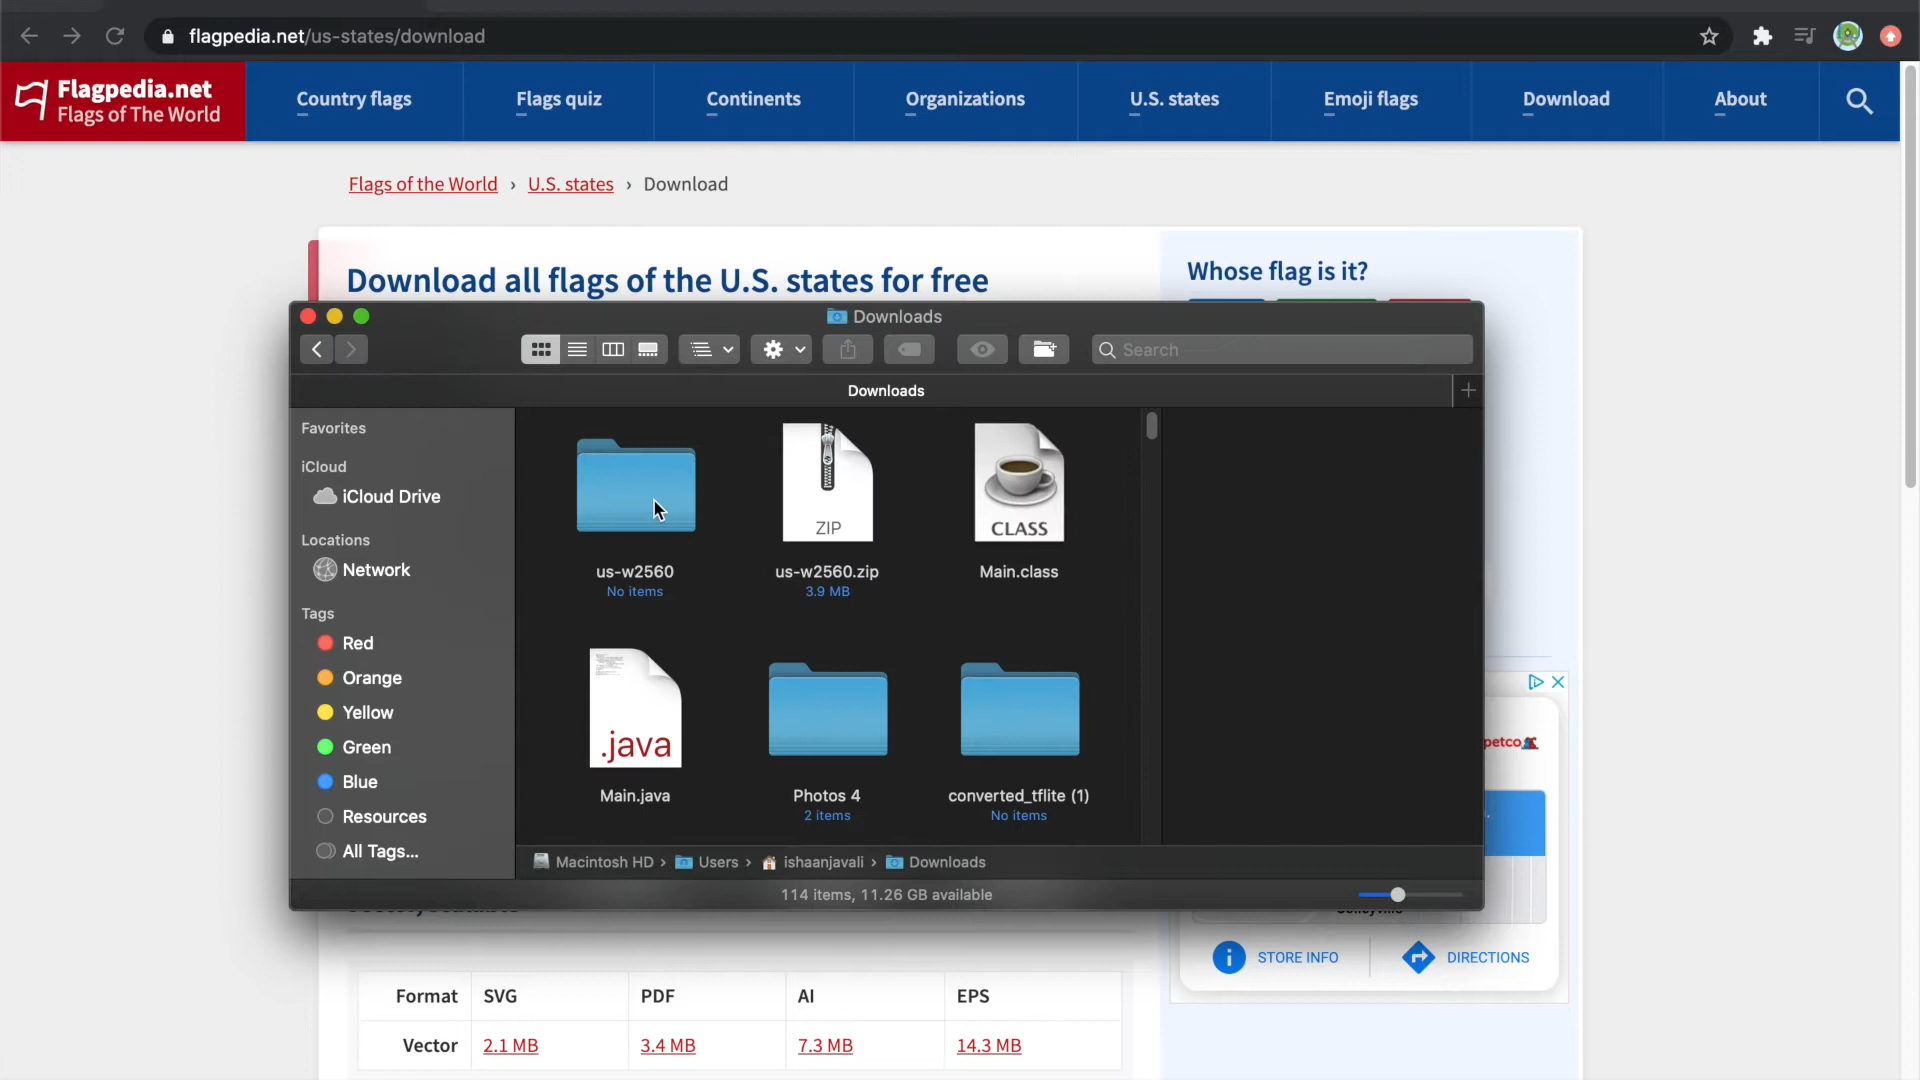 flagpedia.net/us-states/download
Flagpedia.net
Flags of The World
Country flags
Flags quiz
Continents
Organizations
U.S. states
Emoji flags
Download
About
Flags of the World › U.S. states › Download
Download all flags of the U.S. states for free
Whose flag is it?
Downloads
Search
Downloads
Favorites
iCloud
iCloud Drive
Locations
Network
Tags
Red
Orange
Yellow
Green
Blue
Resources
All Tags...
ZIP
CLASS
us-w2560
us-w2560.zip
Main.class
No items
3.9 MB
.java
Main.java
Photos 4
converted_tflite (1)
2 items
No items
Macintosh HD › Users › ishaanjavali › Downloads
114 items, 11.26 GB available
petco
STORE INFO
DIRECTIONS
Format SVG PDF AI EPS
Vector 2.1 MB 3.4 MB 7.3 MB 14.3 MB